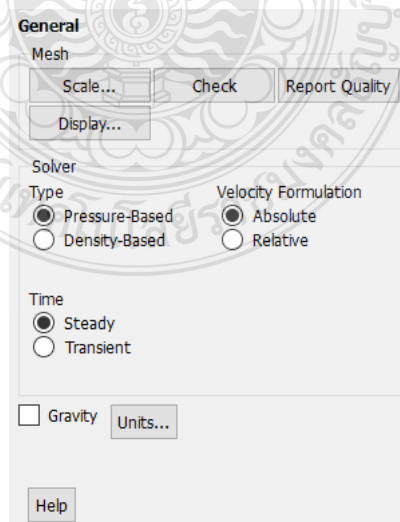 General
Mesh
Scale... Check Report Quality
Display...
Solver
Type Velocity Formulation
Pressure-Based Absolute
Density-Based Relative
Time
Steady
Transient
Gravity Units...
Help